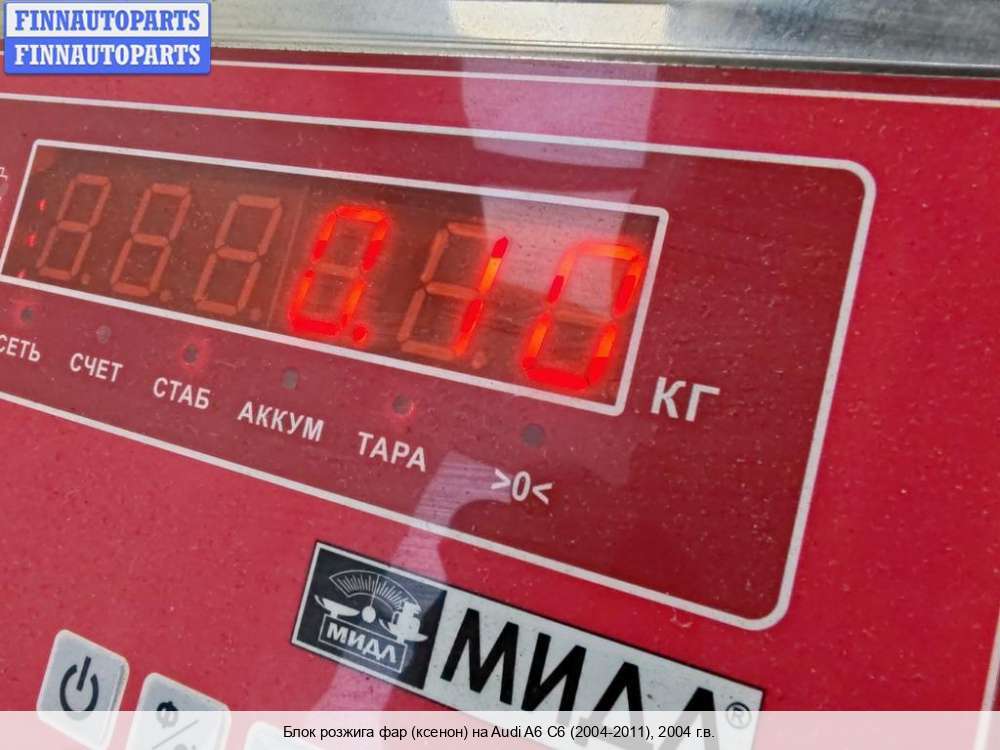 FINNAUTOPARTS
FINNAUTOPARTS
0.10
КГ
СЕТЬ СЧЕТ СТАБ АККУМ ТАРА >0<
МИДЛ
МИДЛ®
Блок розжига фар (ксенон) на Audi A6 C6 (2004-2011), 2004 г.в.